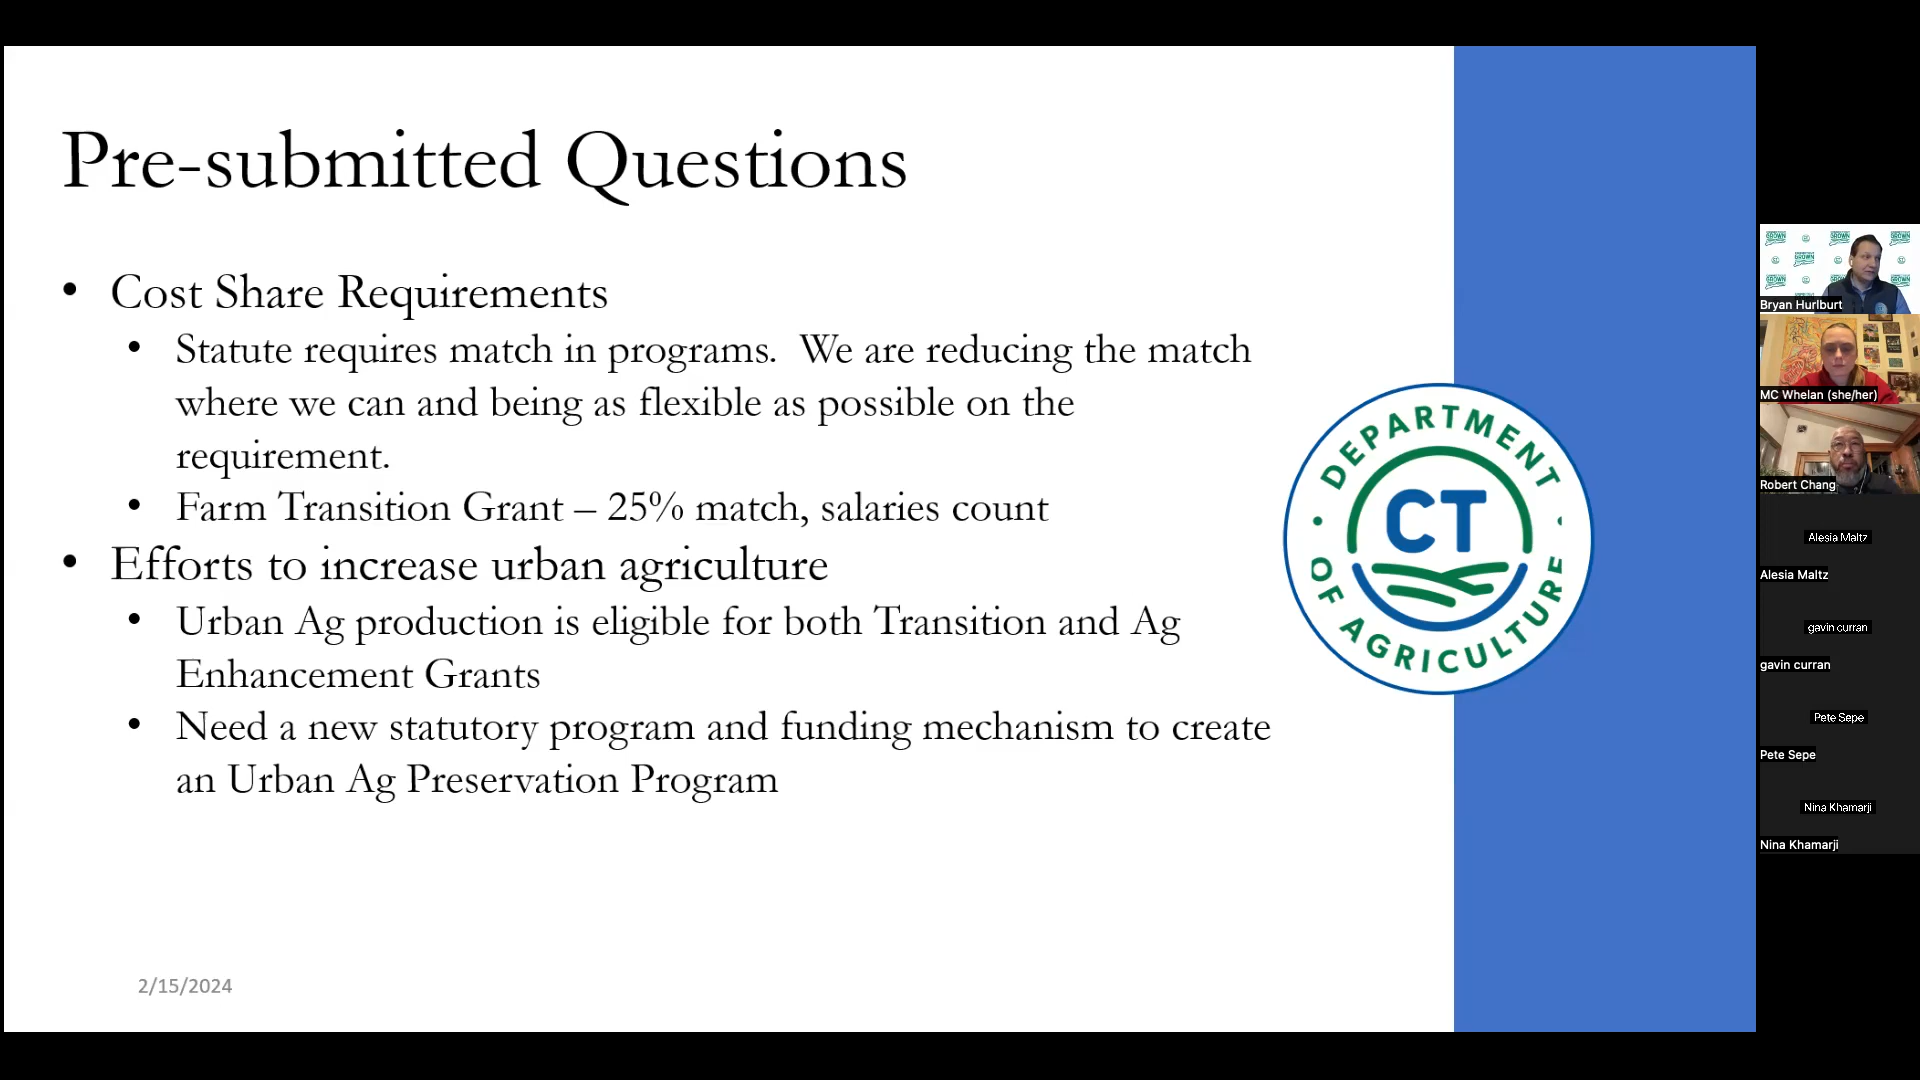 Pre-submitted Questions
• Cost Share Requirements
• Statute requires match in programs.  We are reducing the match
where we can and being as flexible as possible on the
requirement.
• Farm Transition Grant – 25% match, salaries count
• Efforts to increase urban agriculture
• Urban Ag production is eligible for both Transition and Ag
Enhancement Grants
• Need a new statutory program and funding mechanism to create
an Urban Ag Preservation Program
2/15/2024
• DEPARTMENT •
CT
OF AGRICULTURE
Bryan Hurlburt
MC Whelan (she/her)
Robert Chang
Alesia Maltz
Alesia Maltz
gavin curran
gavin curran
Pete Sepe
Pete Sepe
Nina Khamarji
Nina Khamarji